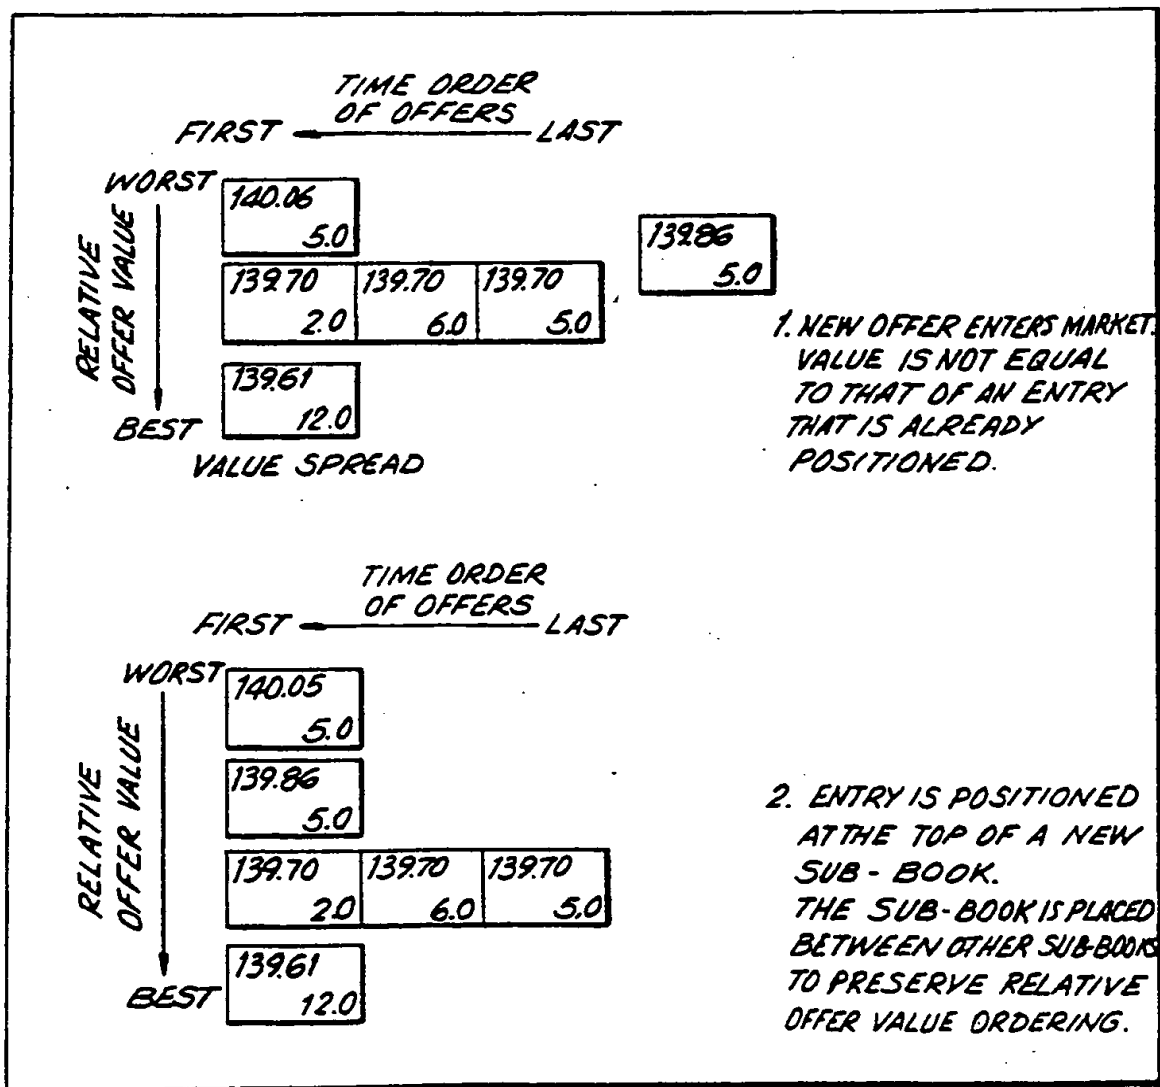 TIME ORDER
OF OFFERS
FIRST LAST
WORST
RELATIVE
OFFER VALUE
BEST
140.06
5.0
139.70 139.70 139.70
2.0 6.0 5.0
139.61
12.0
VALUE SPREAD
139.86
5.0
1. NEW OFFER ENTERS MARKET.
VALUE IS NOT EQUAL
TO THAT OF AN ENTRY
THAT IS ALREADY
POSITIONED.
TIME ORDER
OF OFFERS
FIRST LAST
WORST
RELATIVE
OFFER VALUE
BEST
140.05
5.0
139.86
5.0
139.70 139.70 139.70
2.0 6.0 5.0
139.61
12.0
2. ENTRY IS POSITIONED
AT THE TOP OF A NEW
SUB-BOOK.
THE SUB-BOOK IS PLACED
BETWEEN OTHER SUB-BOOKS
TO PRESERVE RELATIVE
OFFER VALUE ORDERING.